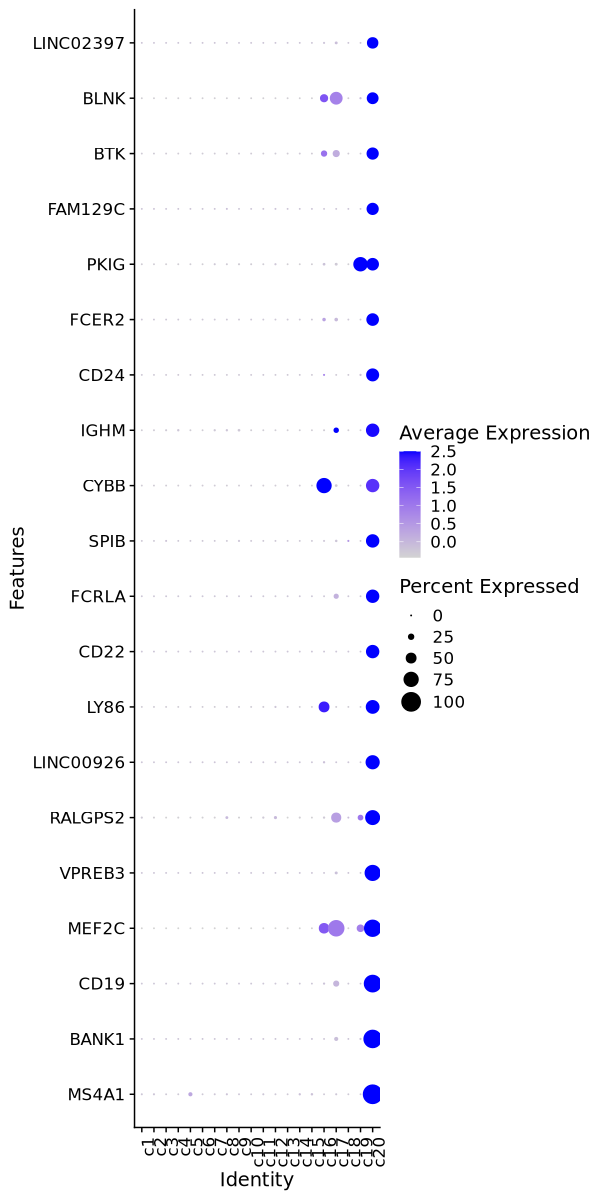 LINC02397
BLNK
BTK
FAM129C
PKIG
FCER2
CD24
IGHM
CYBB
SPIB
FCRLA
CD22
LY86
LINC00926
RALGPS2
VPREB3
MEF2C
CD19
BANK1
MS4A1
Features
c1
c2
c3
c4
c5
c6
c7
c8
c9
c10
c11
c12
c13
c14
c15
c16
c17
c18
c19
c20
Identity
Average Expression
2.5
2.0
1.5
1.0
0.5
0.0
Percent Expressed
0
25
50
75
100